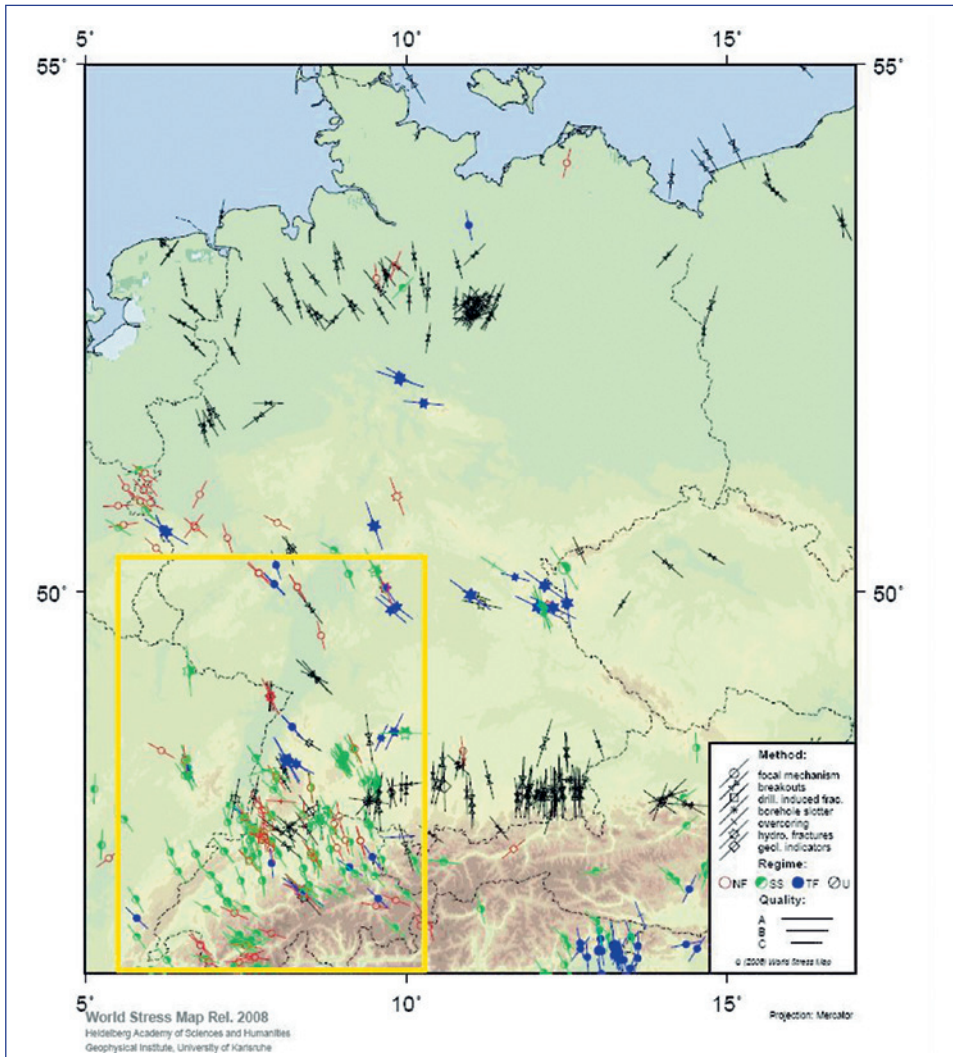 5° 10° 15°
55° 55°
50° 50°
Method:
focal mechanism
breakouts
drill. induced frac.
borehole slotter
overcoring
hydro. fractures
geol. indicators
Regime:
NF SS TF U
Quality:
A
B
C
© (2008) World Stress Map
5° 10° 15°
World Stress Map Rel. 2008
Heidelberg Academy of Sciences and Humanities
Geophysical Institute, University of Karlsruhe
Projection: Mercator